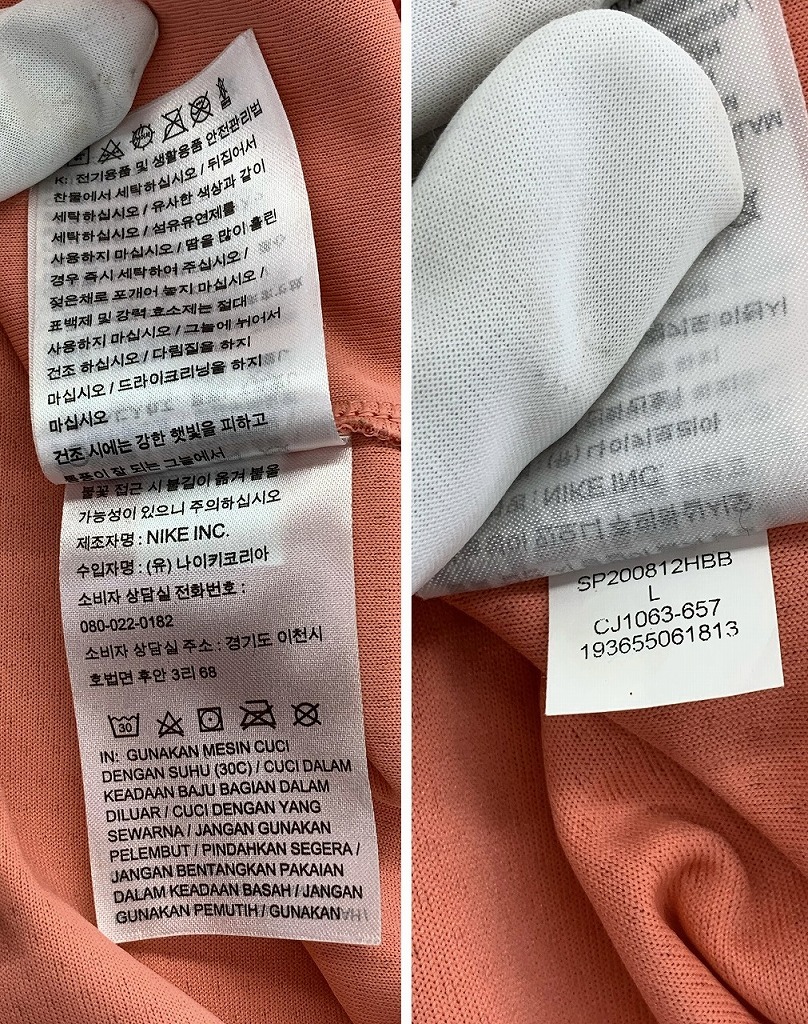 K: 전기용품 및 생활용품 안전관리법
찬물에서 세탁하십시오 / 뒤집어서
세탁하십시오 / 유사한 색상과 같이
세탁하십시오 / 섬유유연제를
사용하지 마십시오 / 땀을 많이 흘린
경우 즉시 세탁하여 주십시오 /
젖은채로 포개어 놓지 마십시오 /
표백제 및 강력 효소제는 절대
사용하지 마십시오 / 그늘에 뉘어서
건조 하십시오 / 다림질을 하지
마십시오 / 드라이크리닝을 하지
마십시오
건조 시에는 강한 햇빛을 피하고
통풍이 잘 되는 그늘에서
불꽃 접근 시 불길이 옮겨 붙을
가능성이 있으니 주의하십시오
제조자명 : NIKE INC.
수입자명 : (유) 나이키코리아
소비자 상담실 전화번호 :
080-022-0182
소비자 상담실 주소 : 경기도 이천시
호법면 후안 3리 68
30
IN: GUNAKAN MESIN CUCI
DENGAN SUHU (30C) / CUCI DALAM
KEADAAN BAJU BAGIAN DALAM
DILUAR / CUCI DENGAN YANG
SEWARNA / JANGAN GUNAKAN
PELEMBUT / PINDAHKAN SEGERA /
JANGAN BENTANGKAN PAKAIAN
DALAM KEADAAN BASAH / JANGAN
GUNAKAN PEMUTIH / GUNAKAN
NIKE INC
SP200812HBB
L
CJ1063-657
193655061813